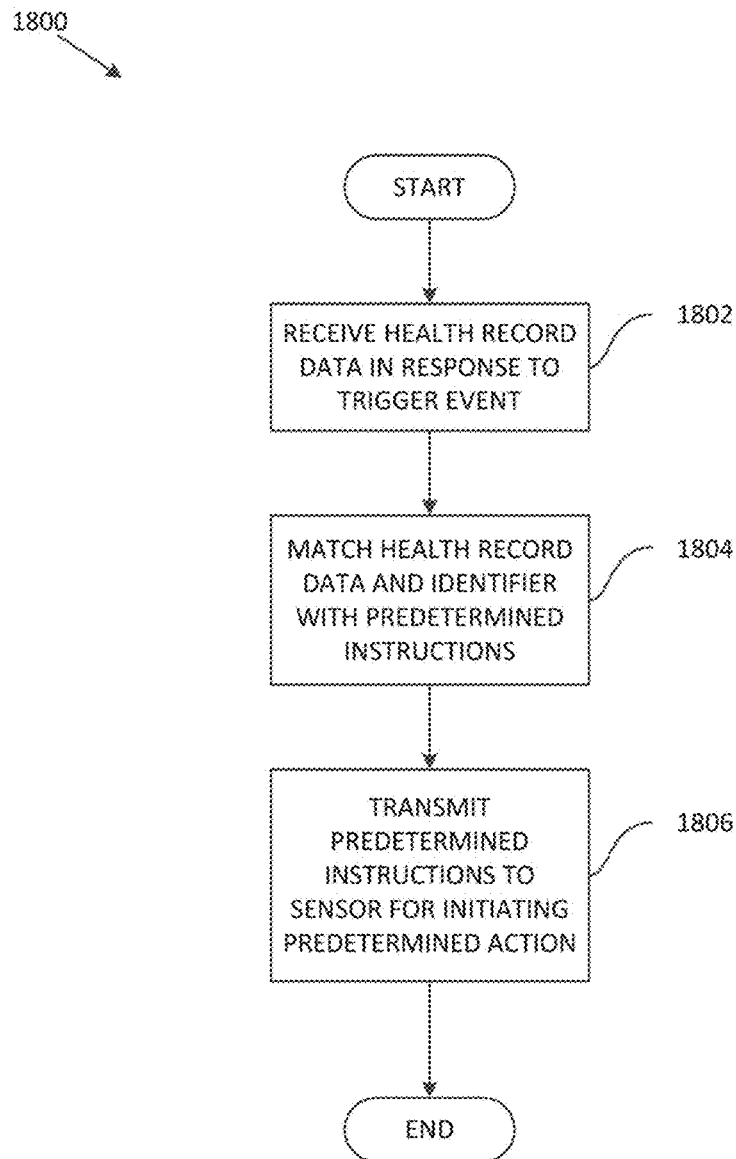 1800
START
RECEIVE HEALTH RECORD
DATA IN RESPONSE TO
TRIGGER EVENT
1802
MATCH HEALTH RECORD
DATA AND IDENTIFIER
WITH PREDETERMINED
INSTRUCTIONS
1804
TRANSMIT
PREDETERMINED
INSTRUCTIONS TO
SENSOR FOR INITIATING
PREDETERMINED ACTION
1806
END